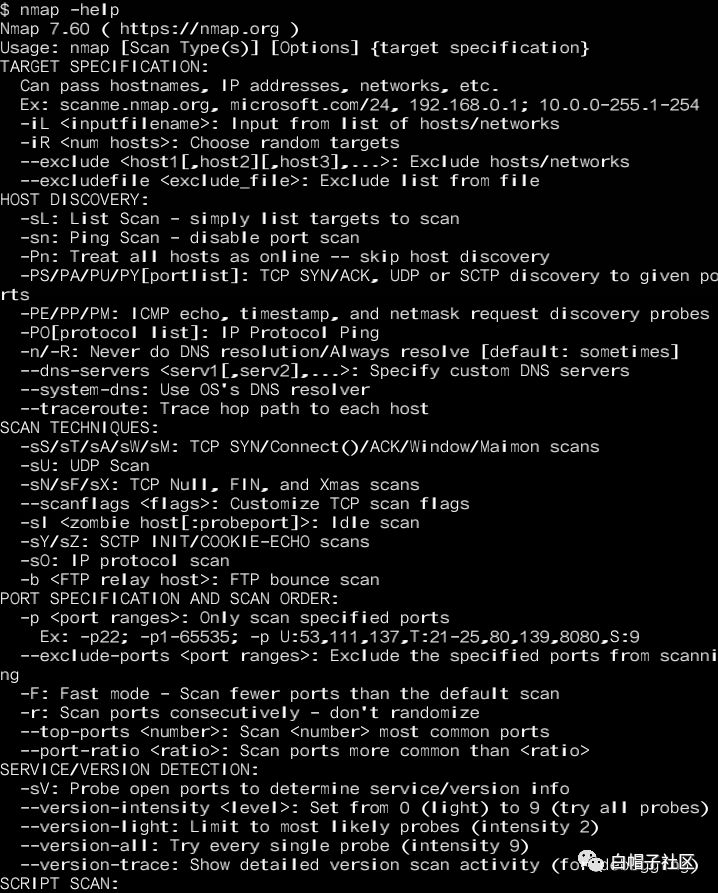 $ nmap -help
Nmap 7.60 ( https://nmap.org )
Usage: nmap [Scan Type(s)] [Options] {target specification}
TARGET SPECIFICATION:
  Can pass hostnames, IP addresses, networks, etc.
  Ex: scanme.nmap.org, microsoft.com/24, 192.168.0.1; 10.0.0-255.1-254
  -iL <inputfilename>: Input from list of hosts/networks
  -iR <num hosts>: Choose random targets
  --exclude <host1[,host2][,host3],...>: Exclude hosts/networks
  --excludefile <exclude_file>: Exclude list from file
HOST DISCOVERY:
  -sL: List Scan - simply list targets to scan
  -sn: Ping Scan - disable port scan
  -Pn: Treat all hosts as online -- skip host discovery
  -PS/PA/PU/PY[portlist]: TCP SYN/ACK, UDP or SCTP discovery to given po
rts
  -PE/PP/PM: ICMP echo, timestamp, and netmask request discovery probes
  -PO[protocol list]: IP Protocol Ping
  -n/-R: Never do DNS resolution/Always resolve [default: sometimes]
  --dns-servers <serv1[,serv2],...>: Specify custom DNS servers
  --system-dns: Use OS's DNS resolver
  --traceroute: Trace hop path to each host
SCAN TECHNIQUES:
  -sS/sT/sA/sW/sM: TCP SYN/Connect()/ACK/Window/Maimon scans
  -sU: UDP Scan
  -sN/sF/sX: TCP Null, FIN, and Xmas scans
  --scanflags <flags>: Customize TCP scan flags
  -sI <zombie host[:probeport]>: Idle scan
  -sY/sZ: SCTP INIT/COOKIE-ECHO scans
  -sO: IP protocol scan
  -b <FTP relay host>: FTP bounce scan
PORT SPECIFICATION AND SCAN ORDER:
  -p <port ranges>: Only scan specified ports
    Ex: -p22; -p1-65535; -p U:53,111,137,T:21-25,80,139,8080,S:9
  --exclude-ports <port ranges>: Exclude the specified ports from scanni
ng
  -F: Fast mode - Scan fewer ports than the default scan
  -r: Scan ports consecutively - don't randomize
  --top-ports <number>: Scan <number> most common ports
  --port-ratio <ratio>: Scan ports more common than <ratio>
SERVICE/VERSION DETECTION:
  -sV: Probe open ports to determine service/version info
  --version-intensity <level>: Set from 0 (light) to 9 (try all probes)
  --version-light: Limit to most likely probes (intensity 2)
  --version-all: Try every single probe (intensity 9)
  --version-trace: Show detailed version scan activity (for debugging)
白帽子社区
SCRIPT SCAN: